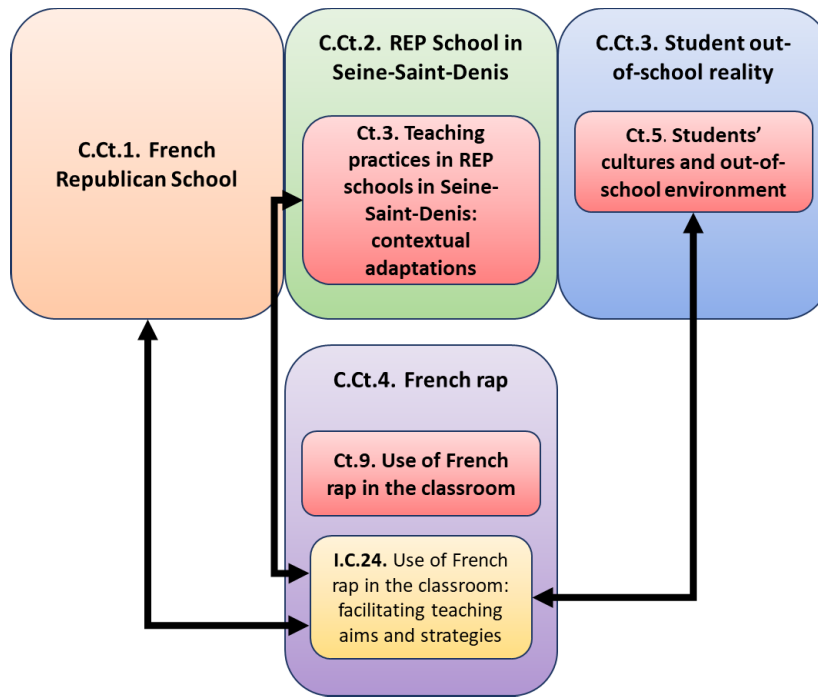 C.Ct.1. French
Republican School
C.Ct.2. REP School in
Seine-Saint-Denis
Ct.3. Teaching
practices in REP
schools in Seine-
Saint-Denis:
contextual
adaptations
C.Ct.3. Student out-
of-school reality
Ct.5. Students’
cultures and out-of-
school environment
C.Ct.4. French rap
Ct.9. Use of French
rap in the classroom
I.C.24. Use of French
rap in the classroom:
facilitating teaching
aims and strategies